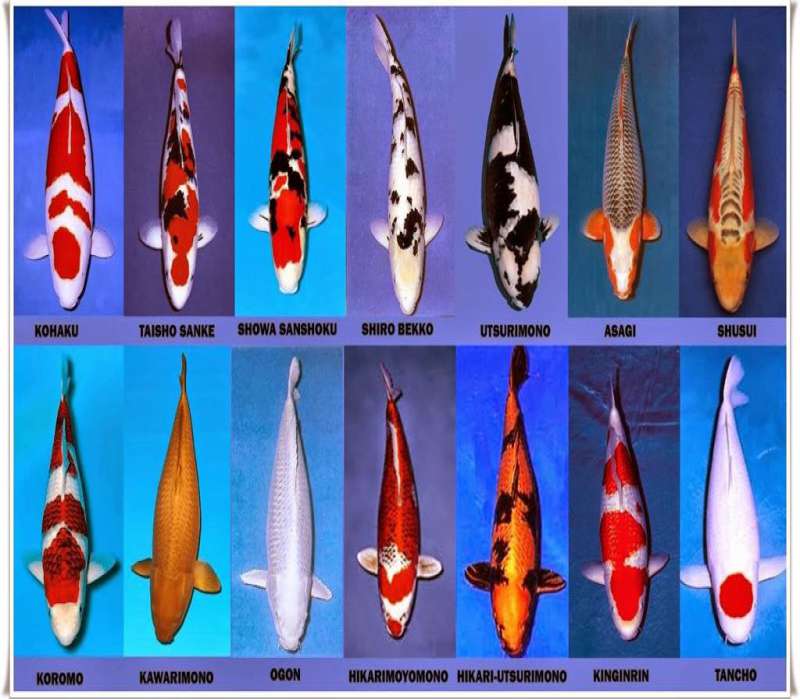 KOHAKU
TAISHO SANKE
SHOWA SANSHOKU
SHIRO BEKKO
UTSURIMONO
ASAGI
SHUSUI
KOROMO
KAWARIMONO
OGON
HIKARIMOYOMONO
HIKARI-UTSURIMONO
KINGINRIN
TANCHO